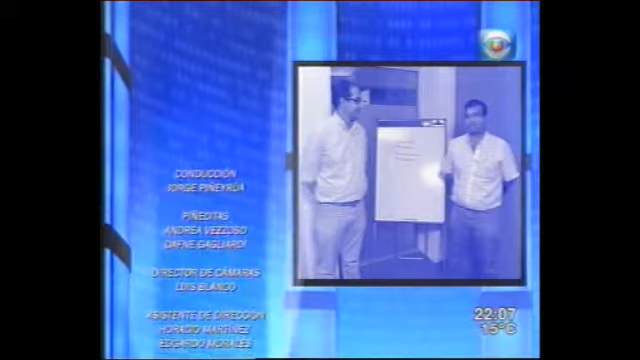 CONDUCCIÓN
JORGE PIÑEYRÚA
PIÑEDITAS
ANDREA VEZZOSO
DAFNE GAGLIARDI
DIRECTOR DE CÁMARAS
LUIS BLANCO
ASISTENTE DE DIRECCIÓN
HORACIO MARTÍNEZ
EDGARDO MORALES
22:07
15°C